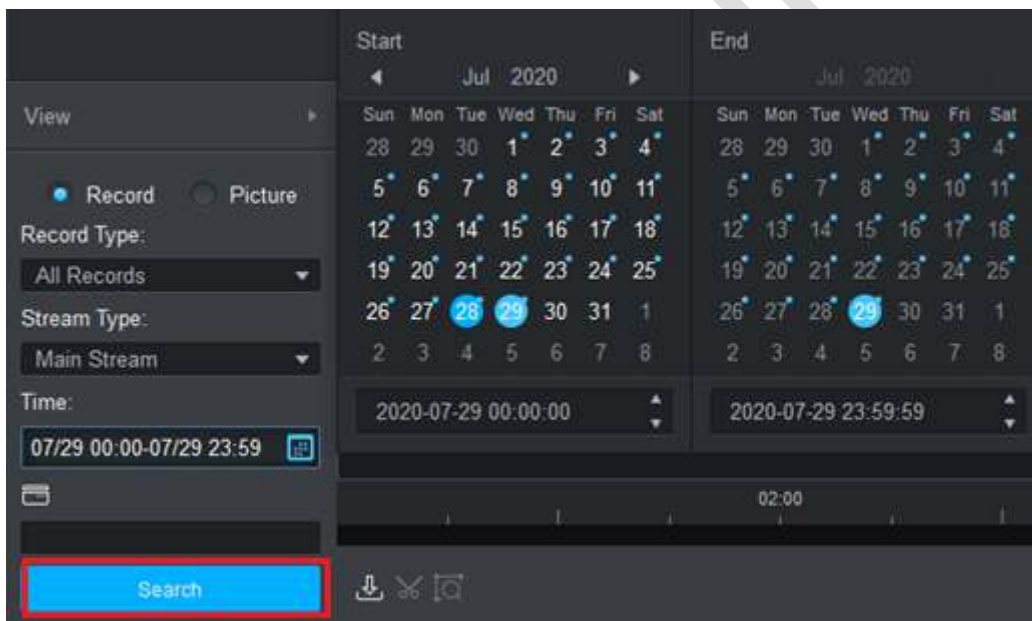 View
Record Picture
Record Type:
All Records
Stream Type:
Main Stream
Time:
07/29 00:00-07/29 23:59
Search
Start
Jul 2020
Sun Mon Tue Wed Thu Fri Sat
28 29 30 1 2 3 4
5 6 7 8 9 10 11
12 13 14 15 16 17 18
19 20 21 22 23 24 25
26 27 28 29 30 31 1
2 3 4 5 6 7 8
2020-07-29 00:00:00
End
Jul 2020
Sun Mon Tue Wed Thu Fri Sat
28 29 30 1 2 3 4
5 6 7 8 9 10 11
12 13 14 15 16 17 18
19 20 21 22 23 24 25
26 27 28 29 30 31 1
2 3 4 5 6 7 8
2020-07-29 23:59:59
02:00